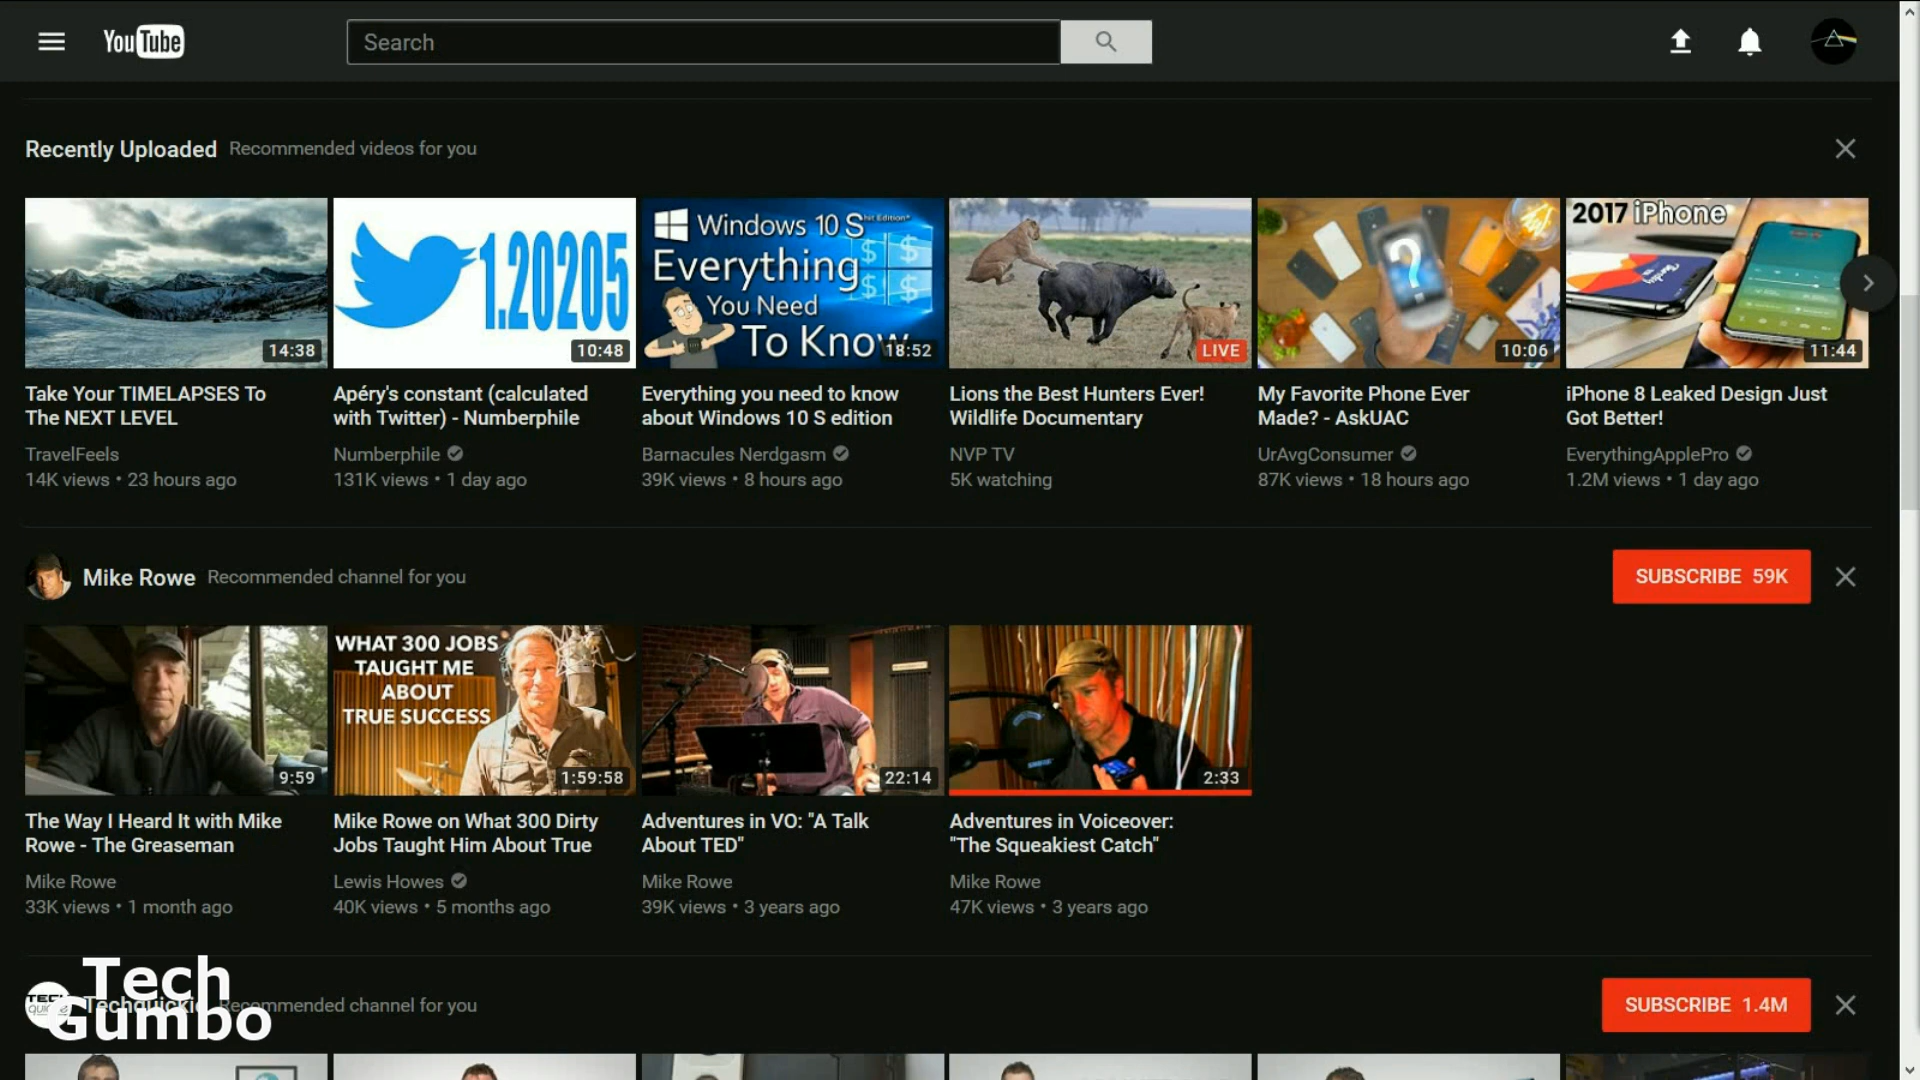 YouTube
Search
Recently Uploaded Recommended videos for you
14:38
1.20205
10:48
Windows 10 S
Everything
You Need
To Know
18:52
LIVE
?
10:06
2017 iPhone
11:44
Take Your TIMELAPSES To
The NEXT LEVEL
TravelFeels
14K views • 23 hours ago
Apéry's constant (calculated
with Twitter) - Numberphile
Numberphile
131K views • 1 day ago
Everything you need to know
about Windows 10 S edition
Barnacules Nerdgasm
39K views • 8 hours ago
Lions the Best Hunters Ever!
Wildlife Documentary
NVP TV
5K watching
My Favorite Phone Ever
Made? - AskUAC
UrAvgConsumer
87K views • 18 hours ago
iPhone 8 Leaked Design Just
Got Better!
EverythingApplePro
1.2M views • 1 day ago
Mike Rowe Recommended channel for you
SUBSCRIBE 59K
9:59
WHAT 300 JOBS
TAUGHT ME
ABOUT
TRUE SUCCESS
1:59:58
22:14
2:33
The Way I Heard It with Mike
Rowe - The Greaseman
Mike Rowe
33K views • 1 month ago
Mike Rowe on What 300 Dirty
Jobs Taught Him About True
Lewis Howes
40K views • 5 months ago
Adventures in VO: "A Talk
About TED"
Mike Rowe
39K views • 3 years ago
Adventures in Voiceover:
"The Squeakiest Catch"
Mike Rowe
47K views • 3 years ago
Techquickie Recommended channel for you
SUBSCRIBE 1.4M
Tech
Gumbo